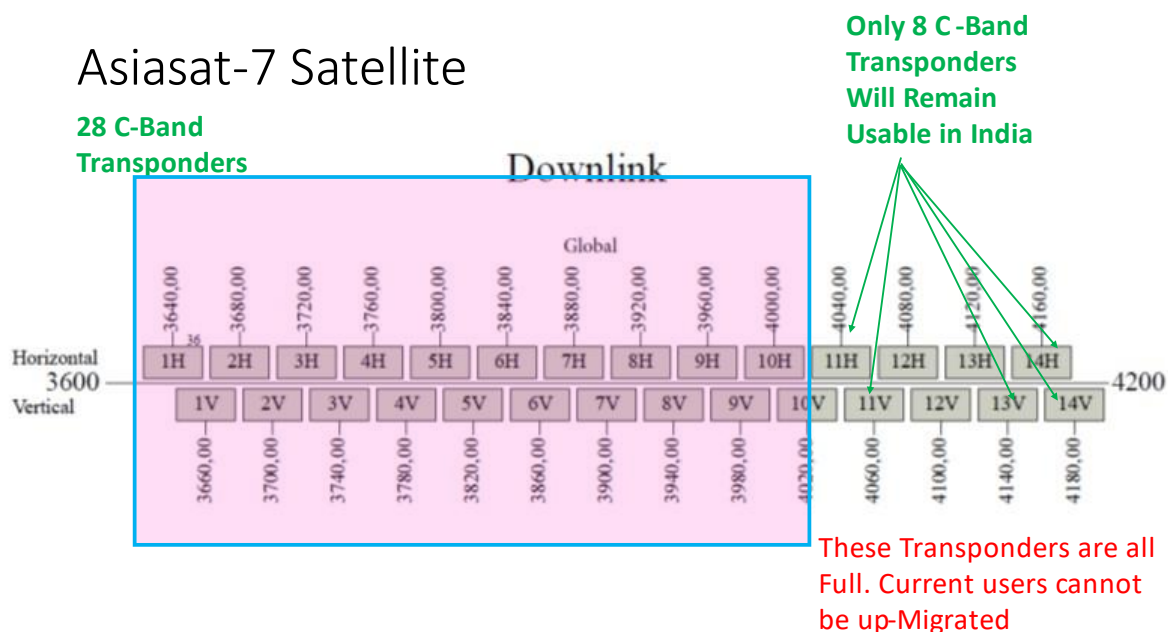 Asiasat-7 Satellite
28 C-Band
Transponders
Only 8 C-Band
Transponders
Will Remain
Usable in India
Downlink
Global
3640,00 3680,00 3720,00 3760,00 3800,00 3840,00 3880,00 3920,00 3960,00 4000,00 4040,00 4080,00 4120,00 4160,00
36
Horizontal 1H 2H 3H 4H 5H 6H 7H 8H 9H 10H 11H 12H 13H 14H
3600 4200
Vertical 1V 2V 3V 4V 5V 6V 7V 8V 9V 10V 11V 12V 13V 14V
3660,00 3700,00 3740,00 3780,00 3820,00 3860,00 3900,00 3940,00 3980,00 4020,00 4060,00 4100,00 4140,00 4180,00
These Transponders are all
Full. Current users cannot
be up-Migrated